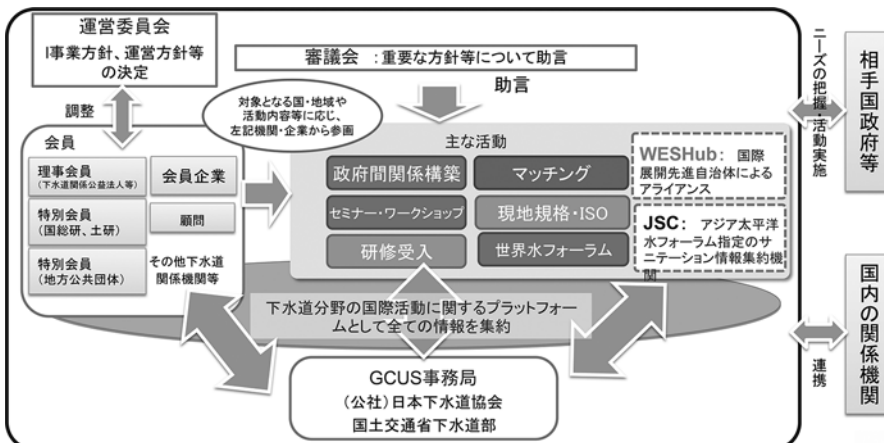 運営委員会
事業方針、運営方針等
の決定
審議会 :重要な方針等について助言
助言
調整
対象となる国・地域や
活動内容等に応じ、
左記機関・企業から参画
会員
理事会員
(下水道関係公益法人等)
会員企業
特別会員
(国総研、土研)
顧問
特別会員
(地方公共団体)
その他下水道
関係機関等
主な活動
政府間関係構築
マッチング
セミナー・ワークショップ
現地規格・ISO
研修受入
世界水フォーラム
WESHub: 国際
展開先進自治体による
アライアンス
JSC: アジア太平洋
水フォーラム指定のサ
ニテーション情報集約機
関
下水道分野の国際活動に関するプラットフォー
ムとして全ての情報を集約
GCUS事務局
(公社)日本下水道協会
国土交通省下水道部
ニーズの把握・活動実施
相手国政府等
連携
国内の関係機関